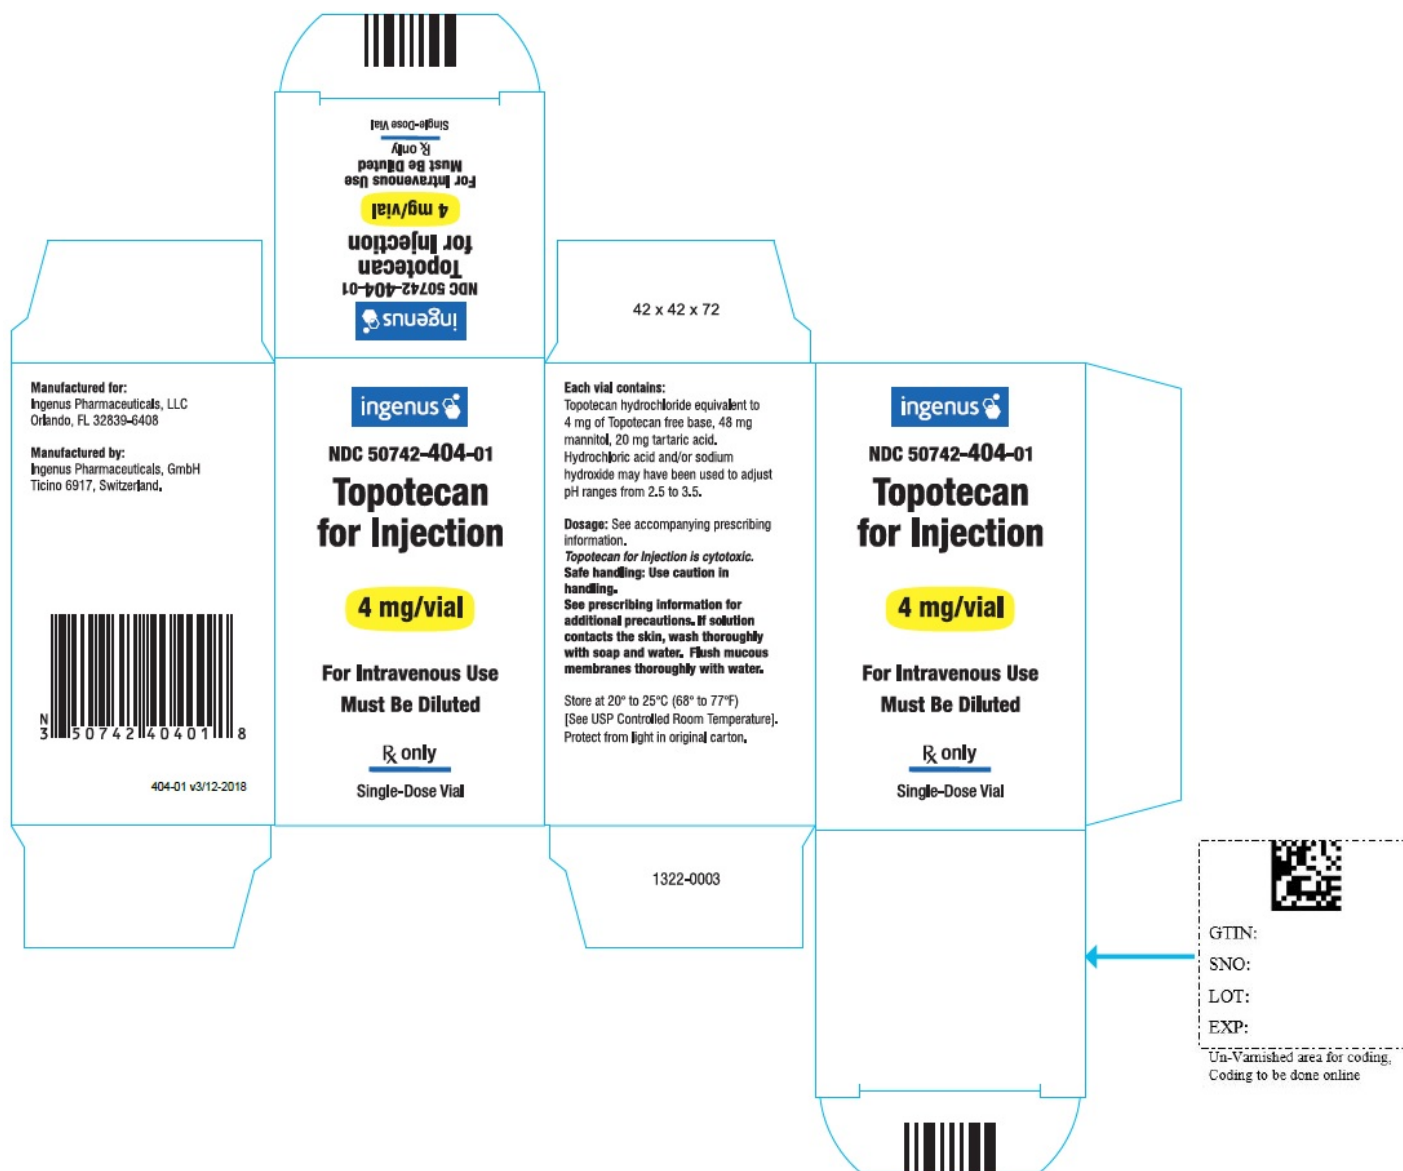 Single-Dose Vial
Rx only
Must Be Diluted
For Intravenous Use
4 mg/vial
for Injection
Topotecan
NDC 50742-404-01
ingenus
42 x 42 x 72
Manufactured for:
Ingenus Pharmaceuticals, LLC
Orlando, FL 32839-6408
Manufactured by:
Ingenus Pharmaceuticals, GmbH
Ticino 6917, Switzerland.
N
3 50742 40401 8
404-01 v3/12-2018
ingenus
NDC 50742-404-01
Topotecan
for Injection
4 mg/vial
For Intravenous Use
Must Be Diluted
Rx only
Single-Dose Vial
Each vial contains:
Topotecan hydrochloride equivalent to
4 mg of Topotecan free base, 48 mg
mannitol, 20 mg tartaric acid.
Hydrochloric acid and/or sodium
hydroxide may have been used to adjust
pH ranges from 2.5 to 3.5.
Dosage: See accompanying prescribing
information.
Topotecan for Injection is cytotoxic.
Safe handling: Use caution in
handling.
See prescribing information for
additional precautions. If solution
contacts the skin, wash thoroughly
with soap and water. Flush mucous
membranes thoroughly with water.
Store at 20° to 25°C (68° to 77°F)
[See USP Controlled Room Temperature].
Protect from light in original carton.
1322-0003
ingenus
NDC 50742-404-01
Topotecan
for Injection
4 mg/vial
For Intravenous Use
Must Be Diluted
Rx only
Single-Dose Vial
GTIN:
SNO:
LOT:
EXP:
Un-Varnished area for coding,
Coding to be done online